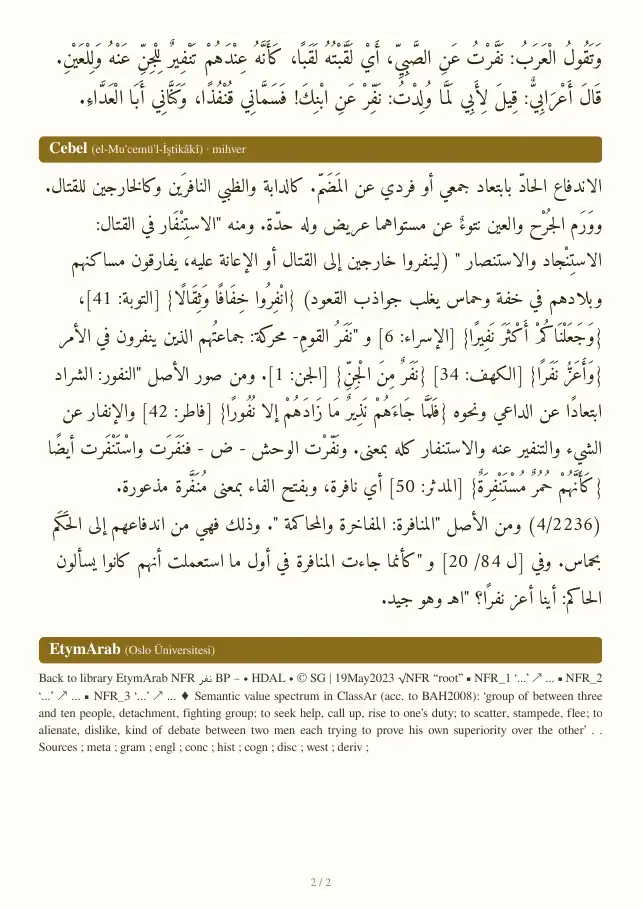 وَتَقُولُ الْعَرَبُ: نَفَّرْتُ عَنِ الصَّبِيِّ، أَيْ لَقَّبْتُهُ لَقَبًا، كَأَنَّهُ عِنْدَهُمْ تَنْفِيرٌ لِلْجِنِّ عَنْهُ وَلِلْعَيْنِ.
قَالَ أَعْرَابِيٌّ: قِيلَ لِأَبِي لَمَّا وُلِدْتُ: نَفِّرْ عَنِ ابْنِكَ! فَسَمَّانِي قُنْفُذًا، وَكَنَّانِي أَبَا الْعَدَّاءِ.
Cebel (el-Mu'cemü'l-İştikâkî) · mihver
الاندفاع الحادّ بابتعاد جمعي أو فردي عن المَضَمّ. كالدابة والظبي النافرَين وكالخارجين للقتال.
ووَرَم الجُرْح والعين نتوءٌ عن مستواهما عريض وله حدّة. ومنه "الاستِنْفَار في القتال:
الاستِنْجاد والاستنصار " (لينفروا خارجين إلى القتال أو الإعانة عليه، يفارقون مساكنهم
وبلادهم في خفة وحماس يغلب جواذب القعود) {انْفِرُوا خِفَافًا وَثِقَالًا} [التوبة: 41]،
{وَجَعَلْنَاكُمْ أَكْثَرَ نَفِيرًا} [الإسراء: 6] و "نَفَرُ القومِ- محركة: جماعتُهم الذين ينفرون في الأمر
{وَأَعَزُّ نَفَرًا} [الكهف: 34] {نَفَرٌ مِنَ الْجِنِّ} [الجن: 1]. ومن صور الأصل "النفور: الشراد
ابتعادًا عن الداعي ونحوه {فَلَمَّا جَاءَهُمْ نَذِيرٌ مَا زَادَهُمْ إلا نُفُورًا} [فاطر: 42] والإنفار عن
الشيء والتنفير عنه والاستنفار كله بمعنى. ونَفّرْت الوحش - ض - فنَفَرَت واسْتَنْفَرت أيضًا
{كَأَنَّهُمْ حُمُرٌ مُسْتَنْفِرَةٌ} [المدثر: 50] أي نافرة، وبفتح الفاء بمعنى مُنَفَّرة مذعورة.
(4/2236) ومن الأصل "المنافرة: المفاخرة والمحاكمة ". وذلك فهي من اندفاعهم إلى الحَكَم
بحماس. وفي [ل 84/ 20] و "كأنما جاءت المنافرة في أول ما استعملت أنهم كانوا يسألون
الحاكم: أينا أعز نفرًا؟ "اهـ وهو جيد.
EtymArab (Oslo Üniversitesi)
Back to library EtymArab NFR نفر BP – • HDAL • © SG | 19May2023 √NFR “root” ▪ NFR_1 ‘...’ ↗ ... ▪ NFR_2
‘...’ ↗ ... ▪ NFR_3 ‘...’ ↗ ... ♦ Semantic value spectrum in ClassAr (acc. to BAH2008): ‘group of between three
and ten people, detachment, fighting group; to seek help, call up, rise to one’s duty; to scatter, stampede, flee; to
alienate, dislike, kind of debate between two men each trying to prove his own superiority over the other’ . .
Sources ; meta ; gram ; engl ; conc ; hist ; cogn ; disc ; west ; deriv ;
2 / 2